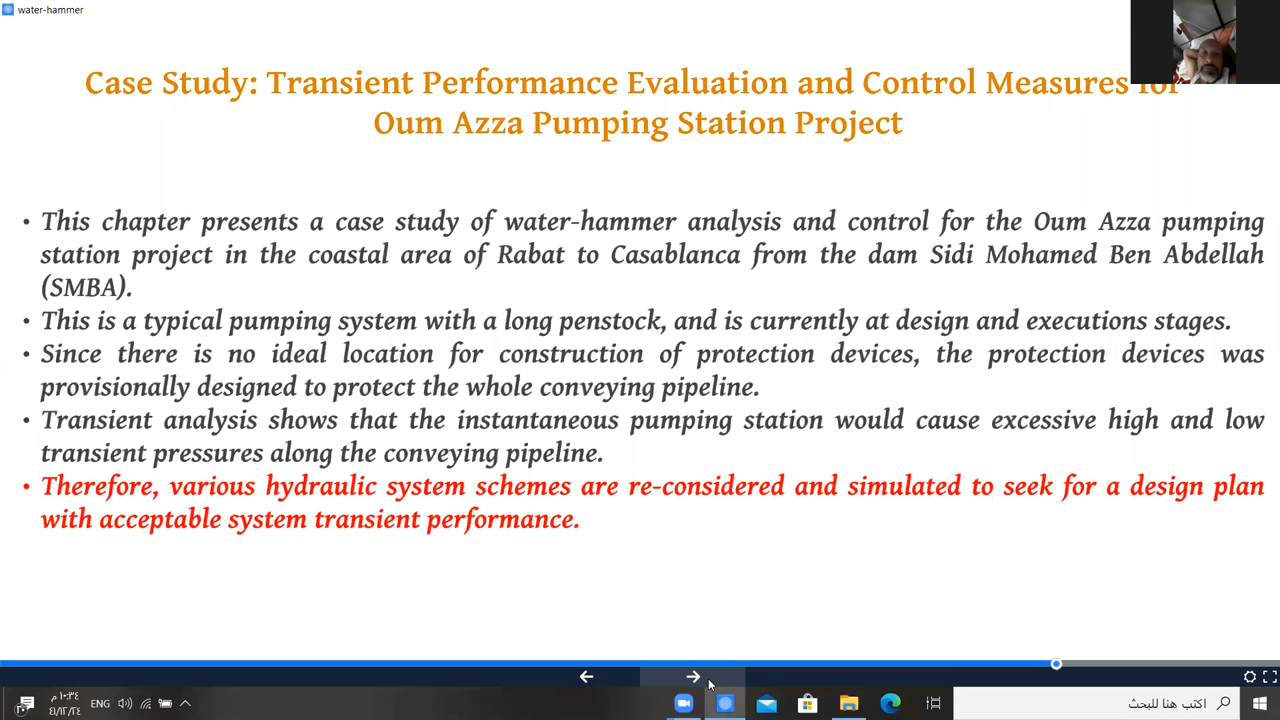 water-hammer
Case Study: Transient Performance Evaluation and Control Measures for
Oum Azza Pumping Station Project
• This chapter presents a case study of water-hammer analysis and control for the Oum Azza pumping
station project in the coastal area of Rabat to Casablanca from the dam Sidi Mohamed Ben Abdellah
(SMBA).
• This is a typical pumping system with a long penstock, and is currently at design and executions stages.
• Since there is no ideal location for construction of protection devices, the protection devices was
provisionally designed to protect the whole conveying pipeline.
• Transient analysis shows that the instantaneous pumping station would cause excessive high and low
transient pressures along the conveying pipeline.
• Therefore, various hydraulic system schemes are re-considered and simulated to seek for a design plan
with acceptable system transient performance.
١٠:٣٤ م
ENG
اكتب هنا للبحث